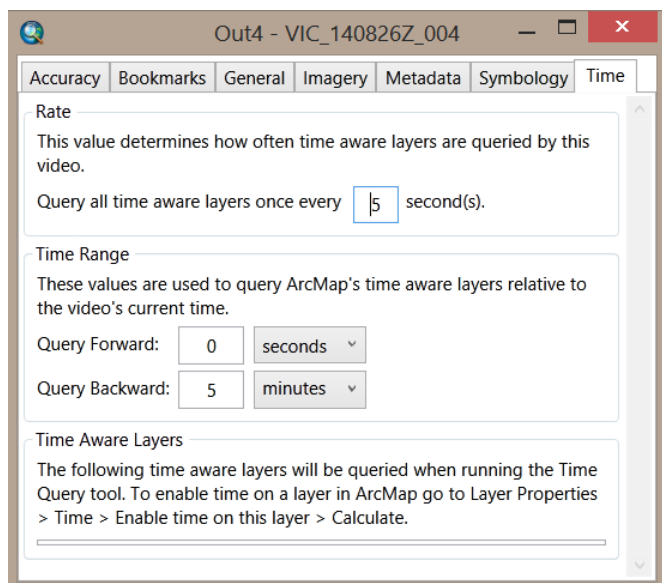 Out4 - VIC_140826Z_004
Accuracy Bookmarks General Imagery Metadata Symbology Time
Rate
This value determines how often time aware layers are queried by this
video.
Query all time aware layers once every 5 second(s).
Time Range
These values are used to query ArcMap's time aware layers relative to
the video's current time.
Query Forward: 0 seconds
Query Backward: 5 minutes
Time Aware Layers
The following time aware layers will be queried when running the Time
Query tool. To enable time on a layer in ArcMap go to Layer Properties
> Time > Enable time on this layer > Calculate.